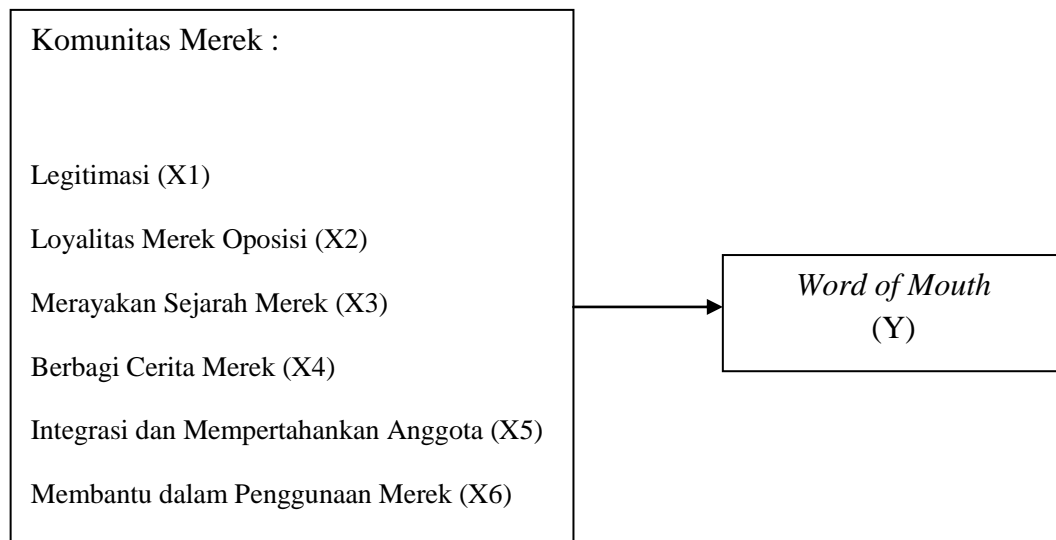 Komunitas Merek :
Legitimasi (X1)
Loyalitas Merek Oposisi (X2)
Merayakan Sejarah Merek (X3)
Berbagi Cerita Merek (X4)
Integrasi dan Mempertahankan Anggota (X5)
Membantu dalam Penggunaan Merek (X6)
Word of Mouth
(Y)